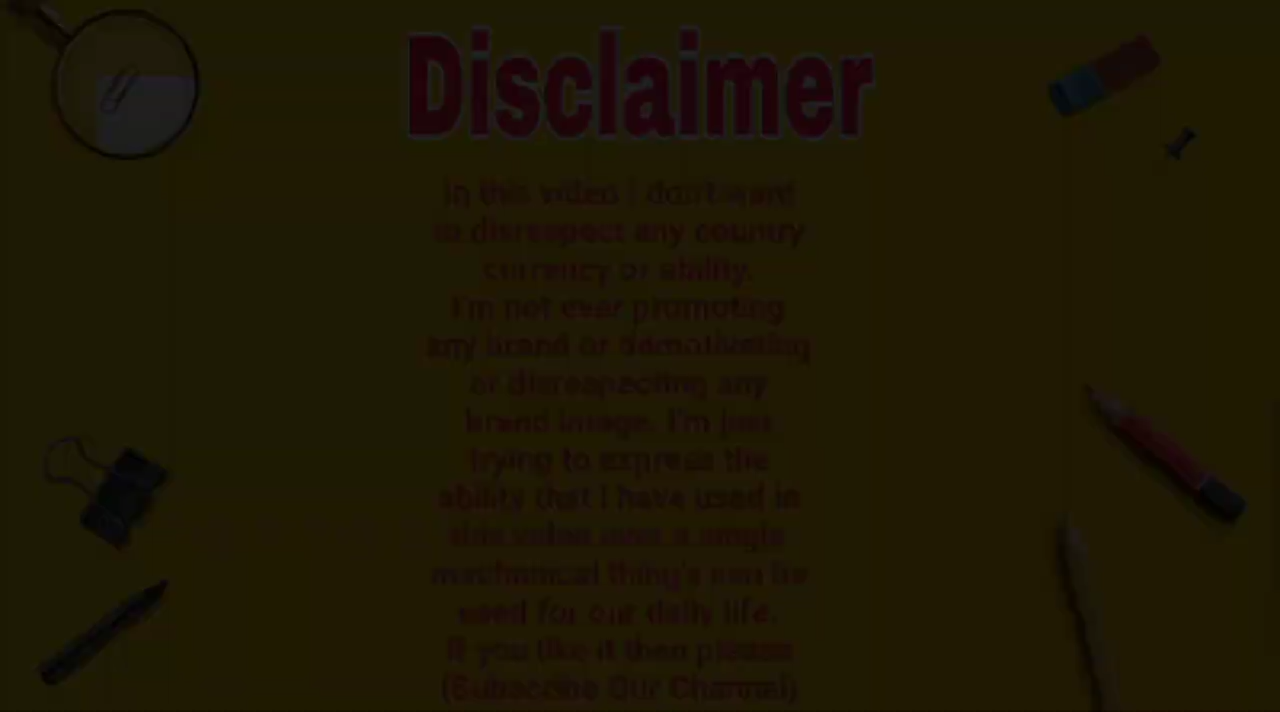 Disclaimer
In this video I don't want
to disrespect any country
currency or ability.
I'm not ever promoting
any brand or demotivating
or disrespecting any
brand image. I'm just
trying to express the
ability that I have used in
this video over a single
mechanical thing's can be
used for our daily life.
If you like it then please
(Subscribe Our Channel)